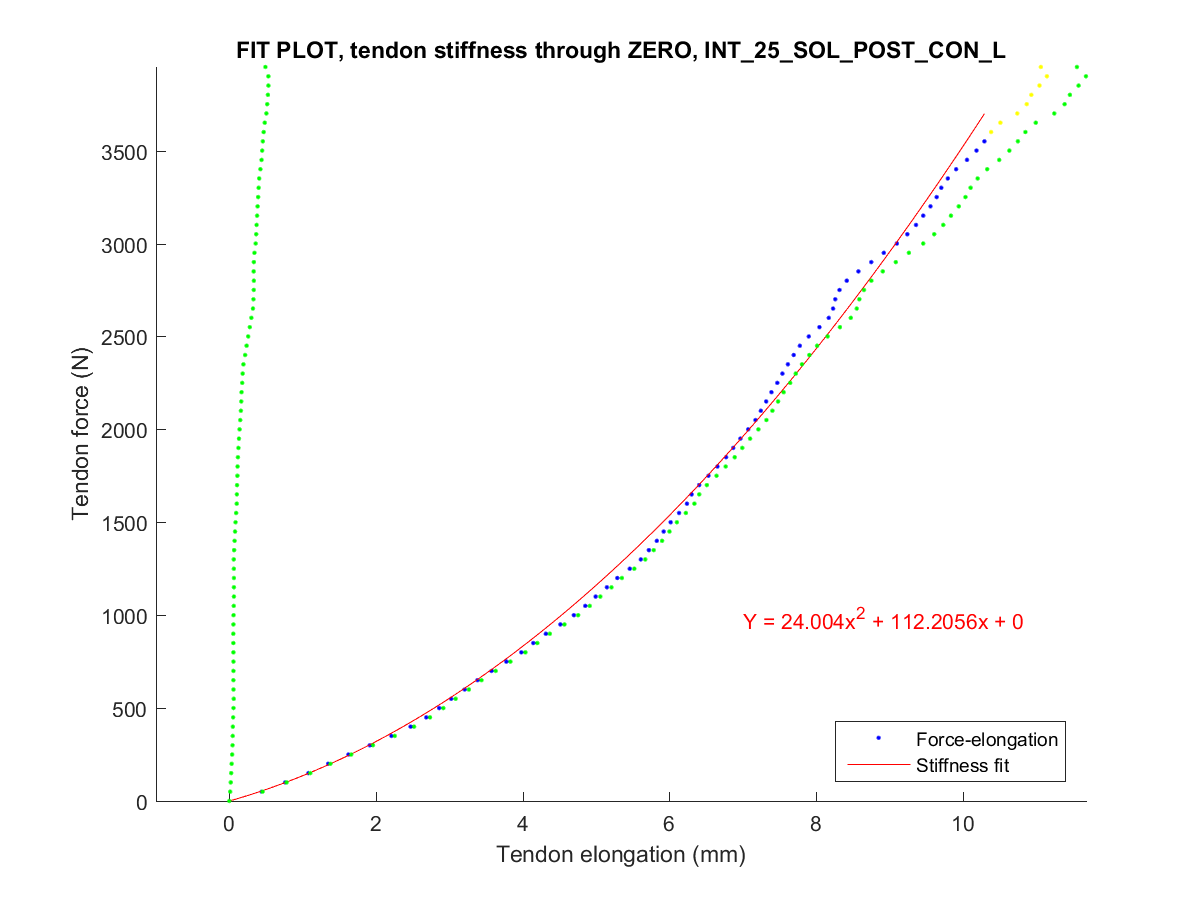 FIT PLOT, tendon stiffness through ZERO, INT_25_SOL_POST_CON_L
3500
3000
2500
2000
1500
1000
500
0
Tendon force (N)
Y = 24.004x² + 112.2056x + 0
Force-elongation
Stiffness fit
0 2 4 6 8 10
Tendon elongation (mm)